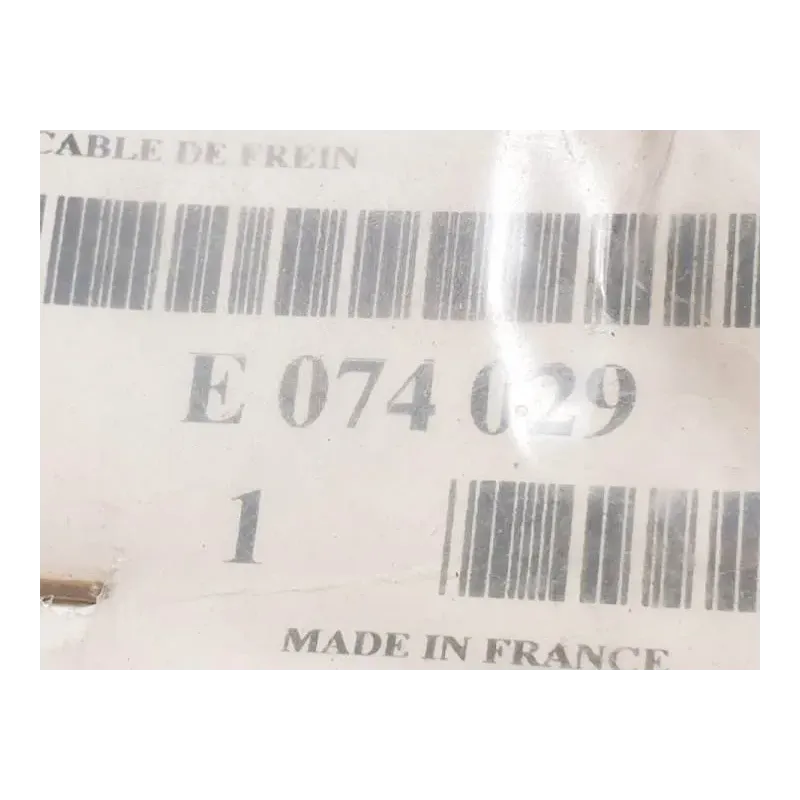 CABLE DE FREIN
E 074 029
1
MADE IN FRANCE